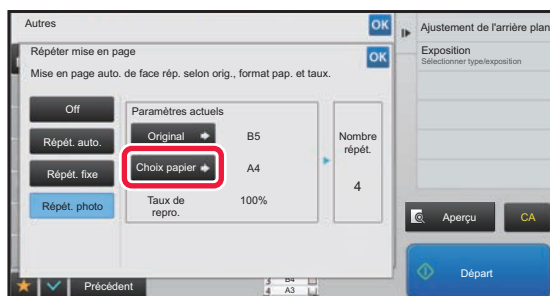 Autres
OK
Ajustement de l'arrière plan
Répéter mise en page
OK
Exposition
Sélectionner type/exposition
Mise en page auto. de face rép. selon orig., format pap. et taux.
Off
Paramètres actuels
Répét. auto.
Original
B5
Nombre
répét.
Répét. fixe
Choix papier
A4
4
Répét. photo
Taux de
repro.
100%
Aperçu
CA
Précédent
3 B4
4 A3
Départ